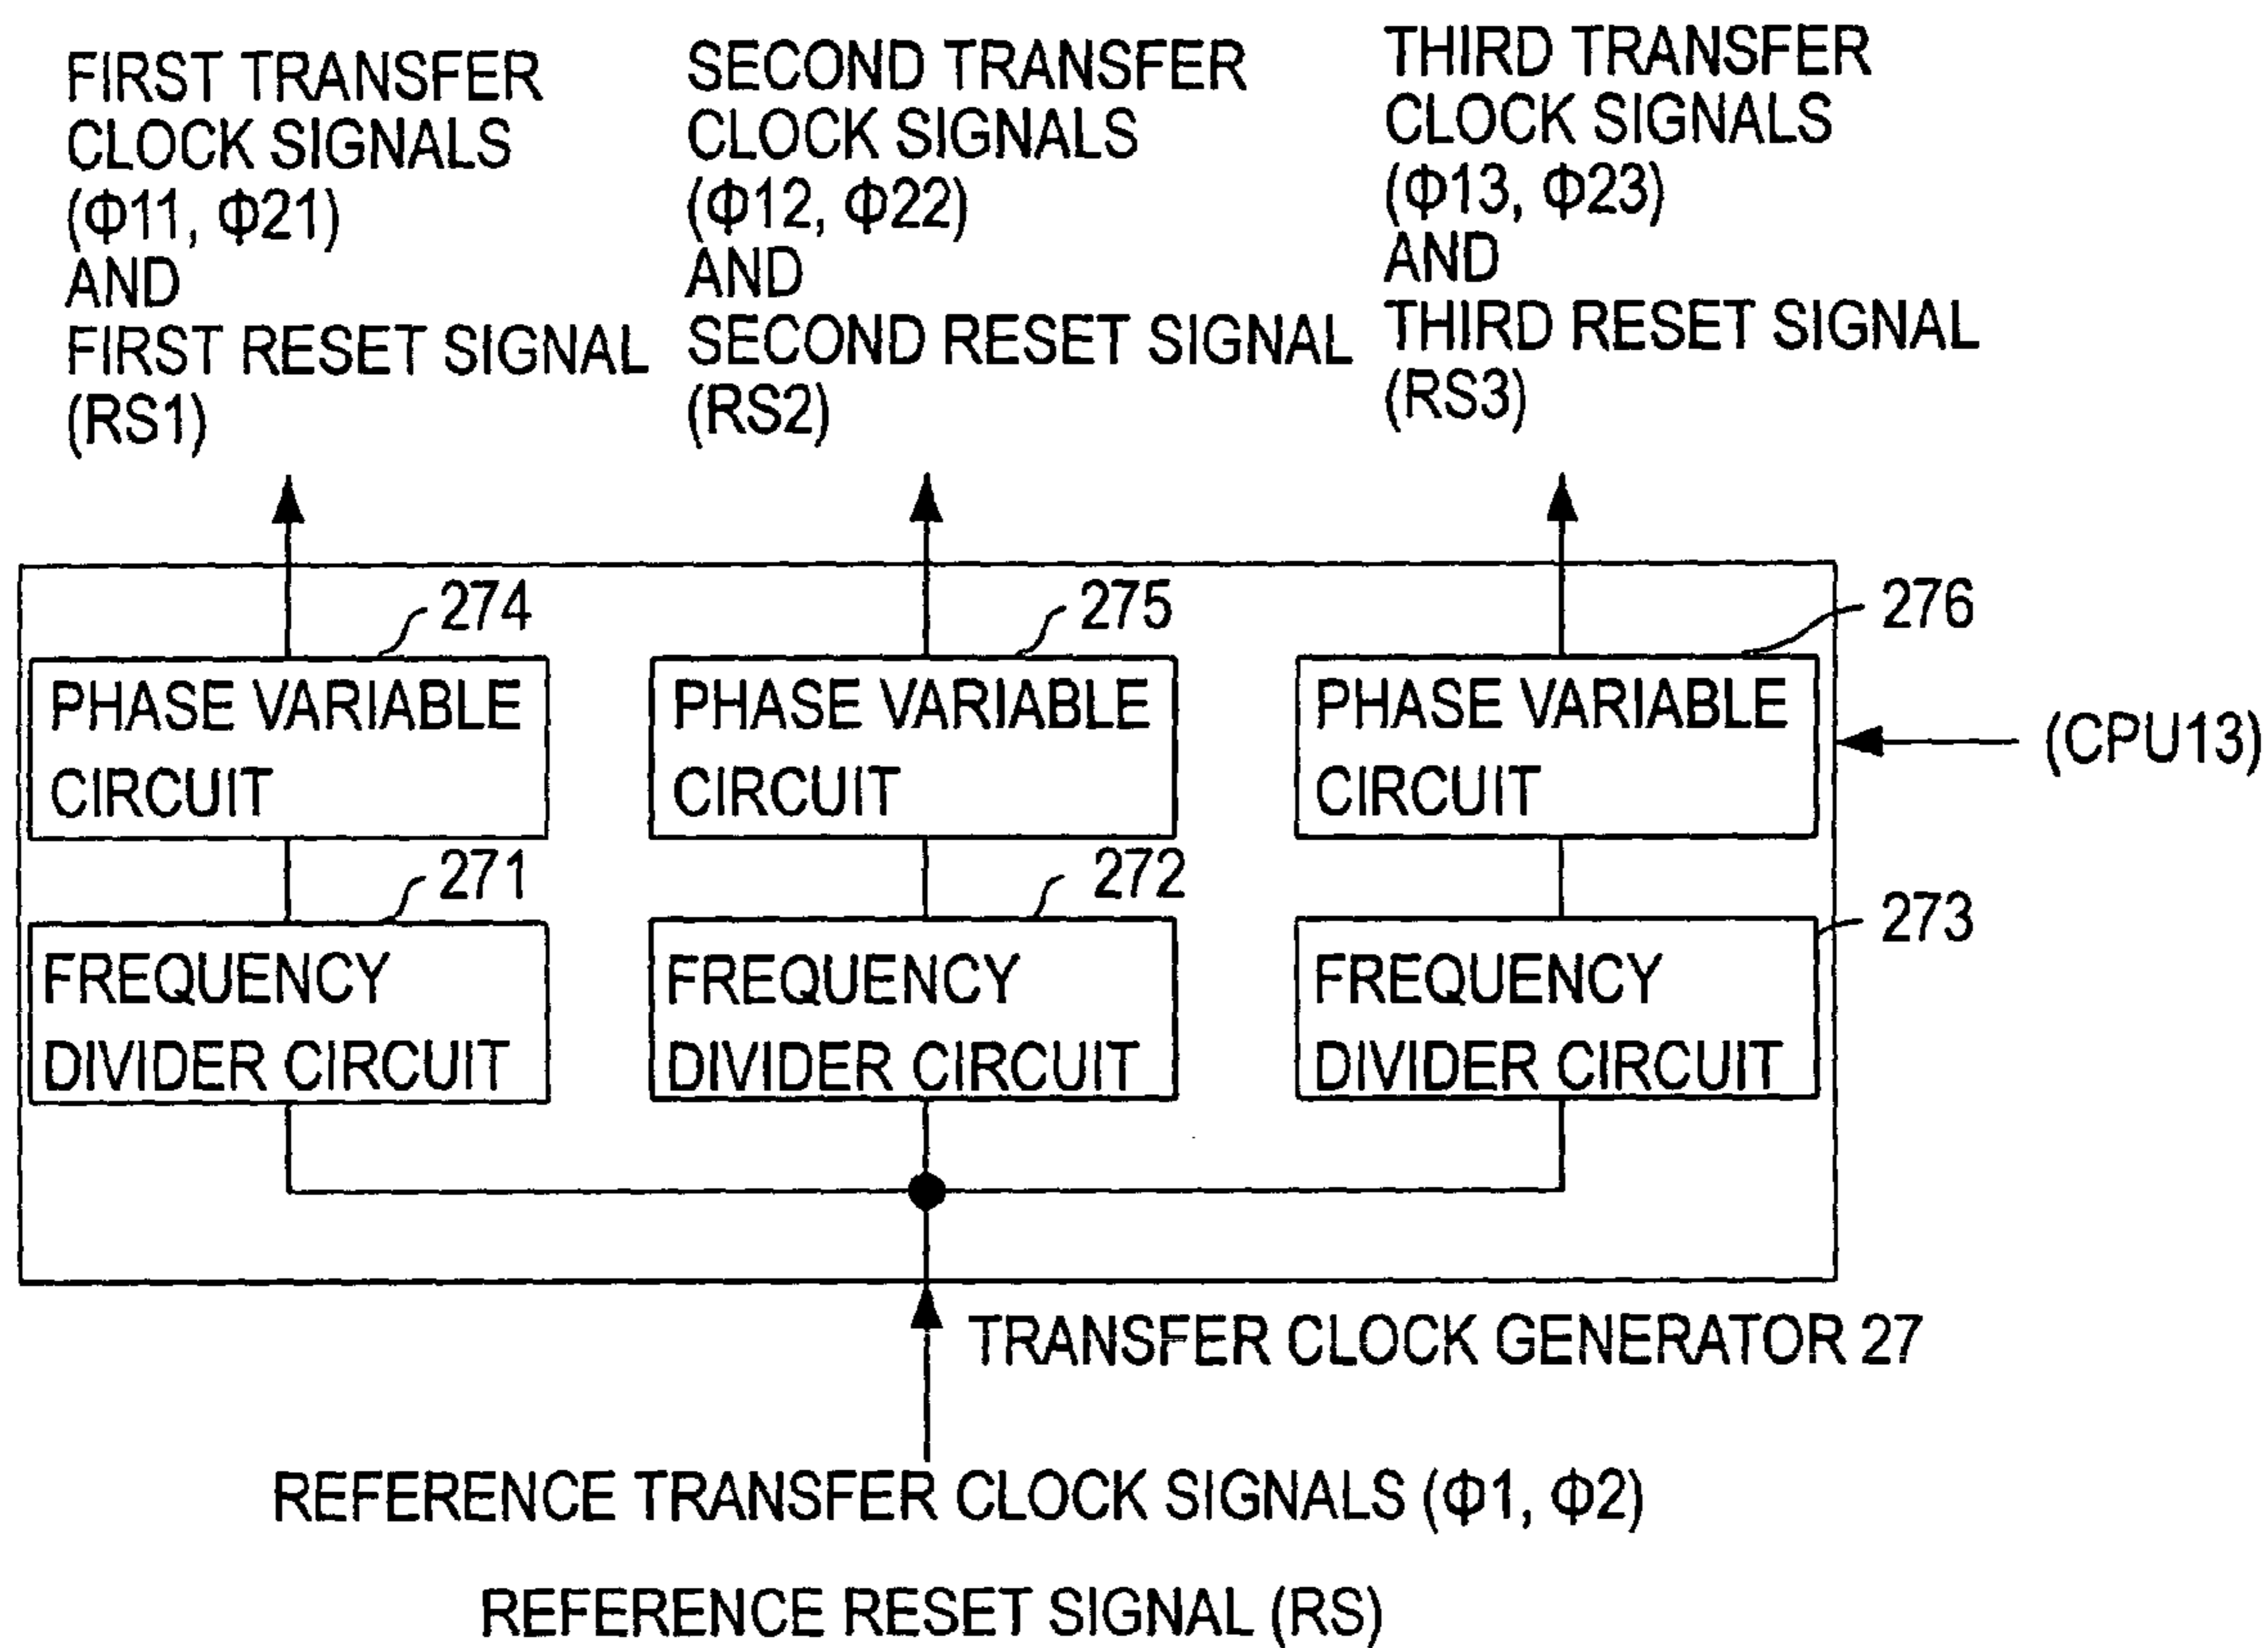 FIRST TRANSFER
CLOCK SIGNALS
(Φ11, Φ21)
AND
FIRST RESET SIGNAL
(RS1)
SECOND TRANSFER
CLOCK SIGNALS
(Φ12, Φ22)
AND
SECOND RESET SIGNAL
(RS2)
THIRD TRANSFER
CLOCK SIGNALS
(Φ13, Φ23)
AND
THIRD RESET SIGNAL
(RS3)
274
275
276
PHASE VARIABLE
CIRCUIT
PHASE VARIABLE
CIRCUIT
PHASE VARIABLE
CIRCUIT
(CPU13)
271
272
273
FREQUENCY
DIVIDER CIRCUIT
FREQUENCY
DIVIDER CIRCUIT
FREQUENCY
DIVIDER CIRCUIT
TRANSFER CLOCK GENERATOR 27
REFERENCE TRANSFER CLOCK SIGNALS (Φ1, Φ2)
REFERENCE RESET SIGNAL (RS)